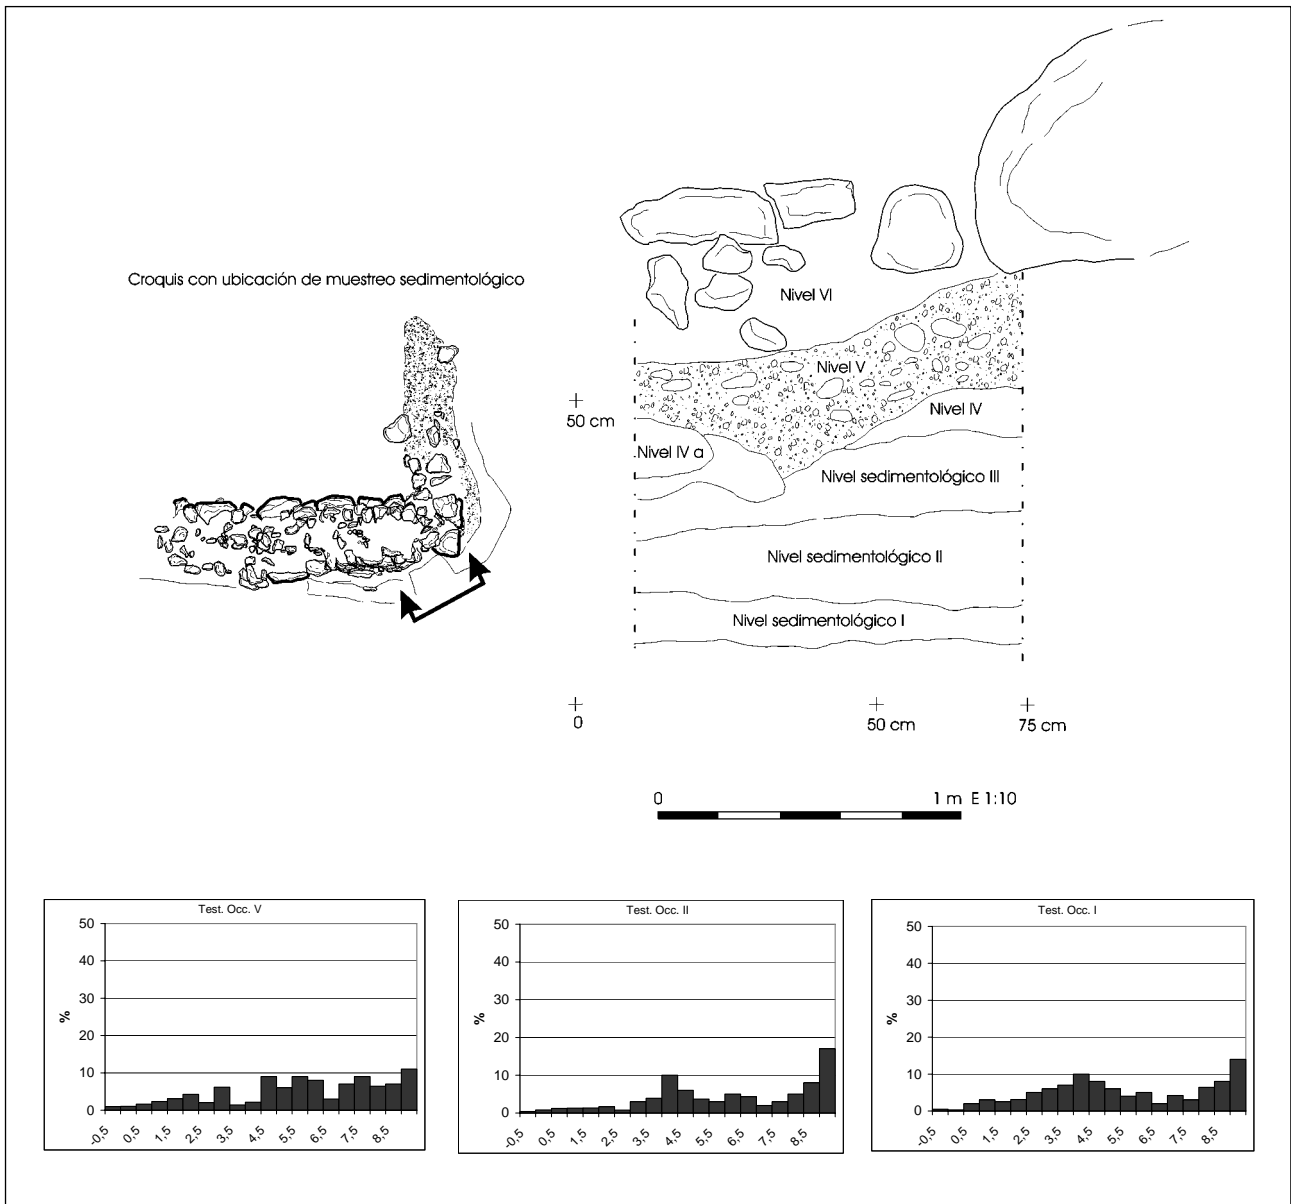 Croquis con ubicación de muestreo sedimentológico
Nivel VI
Nivel V
50 cm
Nivel IV
Nivel IV a
Nivel sedimentológico III
Nivel sedimentológico II
Nivel sedimentológico I
0 50 cm 75 cm
0 1 m E 1:10
Test. Occ. V
50
40
30
20
10
0
%
-0,5 0,5 1,5 2,5 3,5 4,5 5,5 6,5 7,5 8,5
Test. Occ. II
50
40
30
20
10
0
%
-0,5 0,5 1,5 2,5 3,5 4,5 5,5 6,5 7,5 8,5
Test. Occ. I
50
40
30
20
10
0
%
-0,5 0,5 1,5 2,5 3,5 4,5 5,5 6,5 7,5 8,5